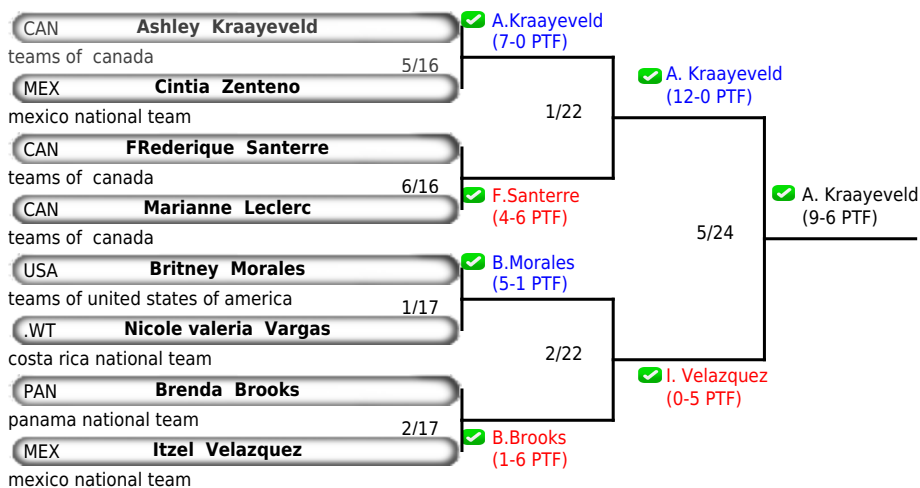 CAN Ashley Kraayeveld
teams of canada
5/16
MEX Cintia Zenteno
mexico national team
A.Kraayeveld
(7-0 PTF)
1/22
CAN FRederique Santerre
teams of canada
6/16
CAN Marianne Leclerc
teams of canada
F.Santerre
(4-6 PTF)
A. Kraayeveld
(12-0 PTF)
5/24
A. Kraayeveld
(9-6 PTF)
USA Britney Morales
teams of united states of america
1/17
.WT Nicole valeria Vargas
costa rica national team
B.Morales
(5-1 PTF)
2/22
PAN Brenda Brooks
panama national team
2/17
MEX Itzel Velazquez
mexico national team
B.Brooks
(1-6 PTF)
I. Velazquez
(0-5 PTF)